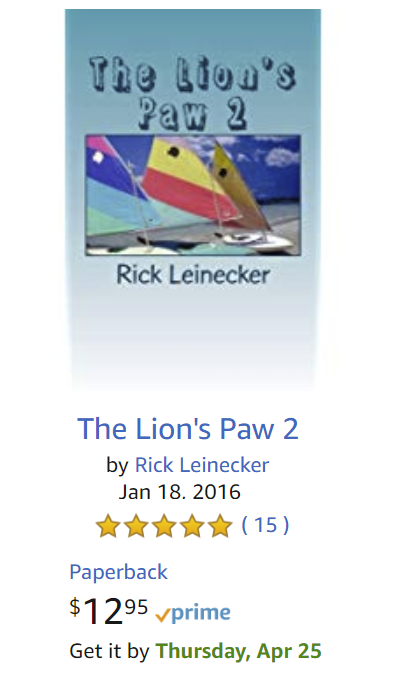 The Lion's
Paw 2
Rick Leinecker
The Lion's Paw 2
by Rick Leinecker
Jan 18. 2016
( 15 )
Paperback
$12 95 prime
Get it by Thursday, Apr 25